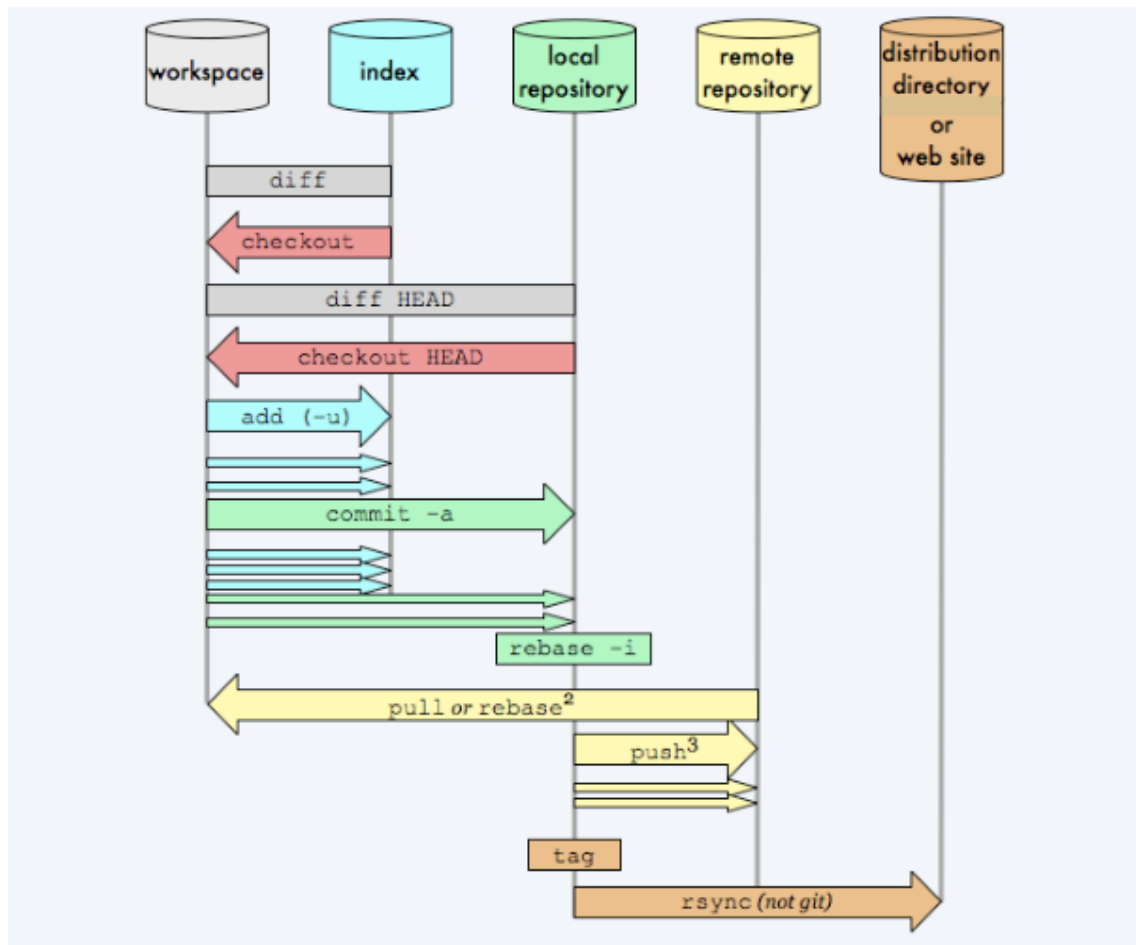 workspace
index
local
repository
remote
repository
distribution
directory
or
web site
diff
checkout
diff HEAD
checkout HEAD
add (-u)
commit -a
rebase -i
pull or rebase²
push³
tag
rsync (not git)